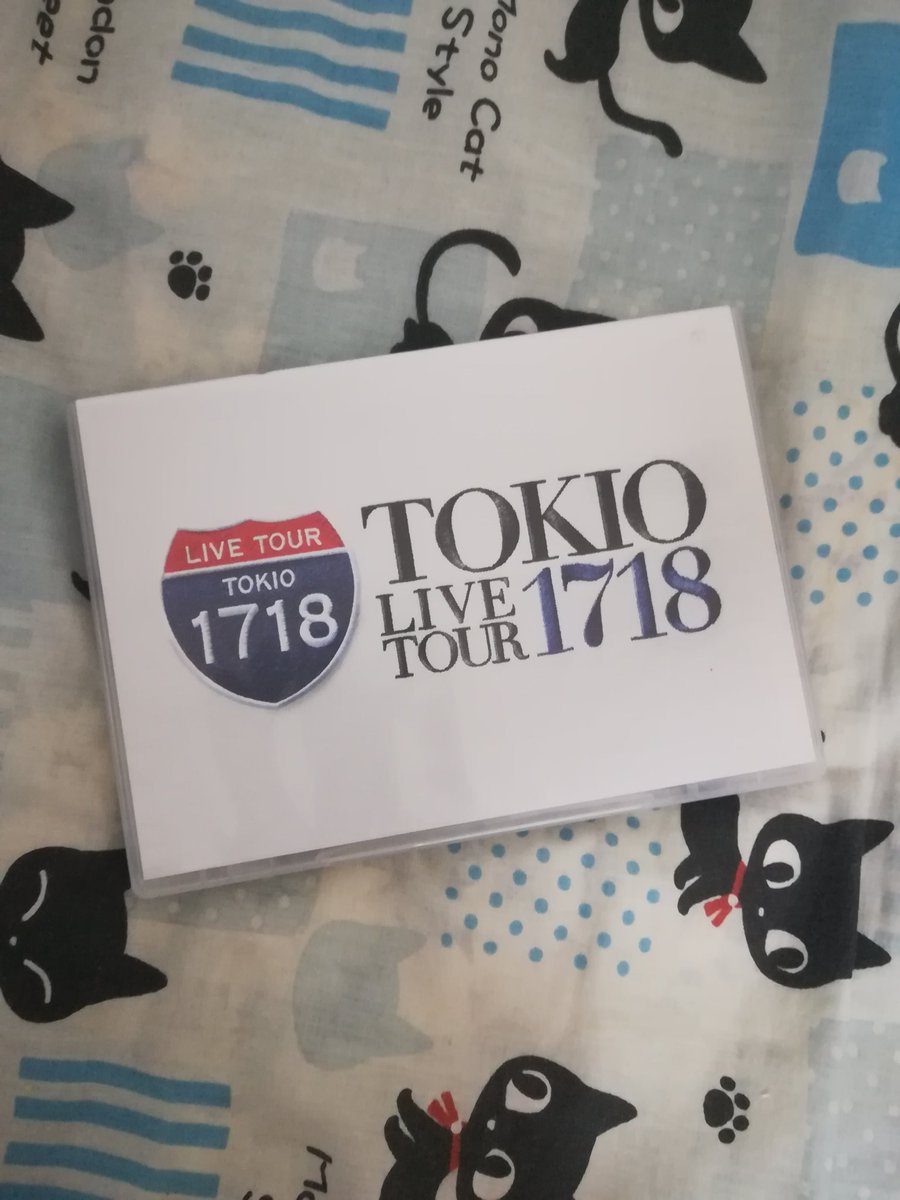 Mono Cat
Style
LIVE TOUR
TOKIO
1718
TOKIO
LIVE
TOUR 1718